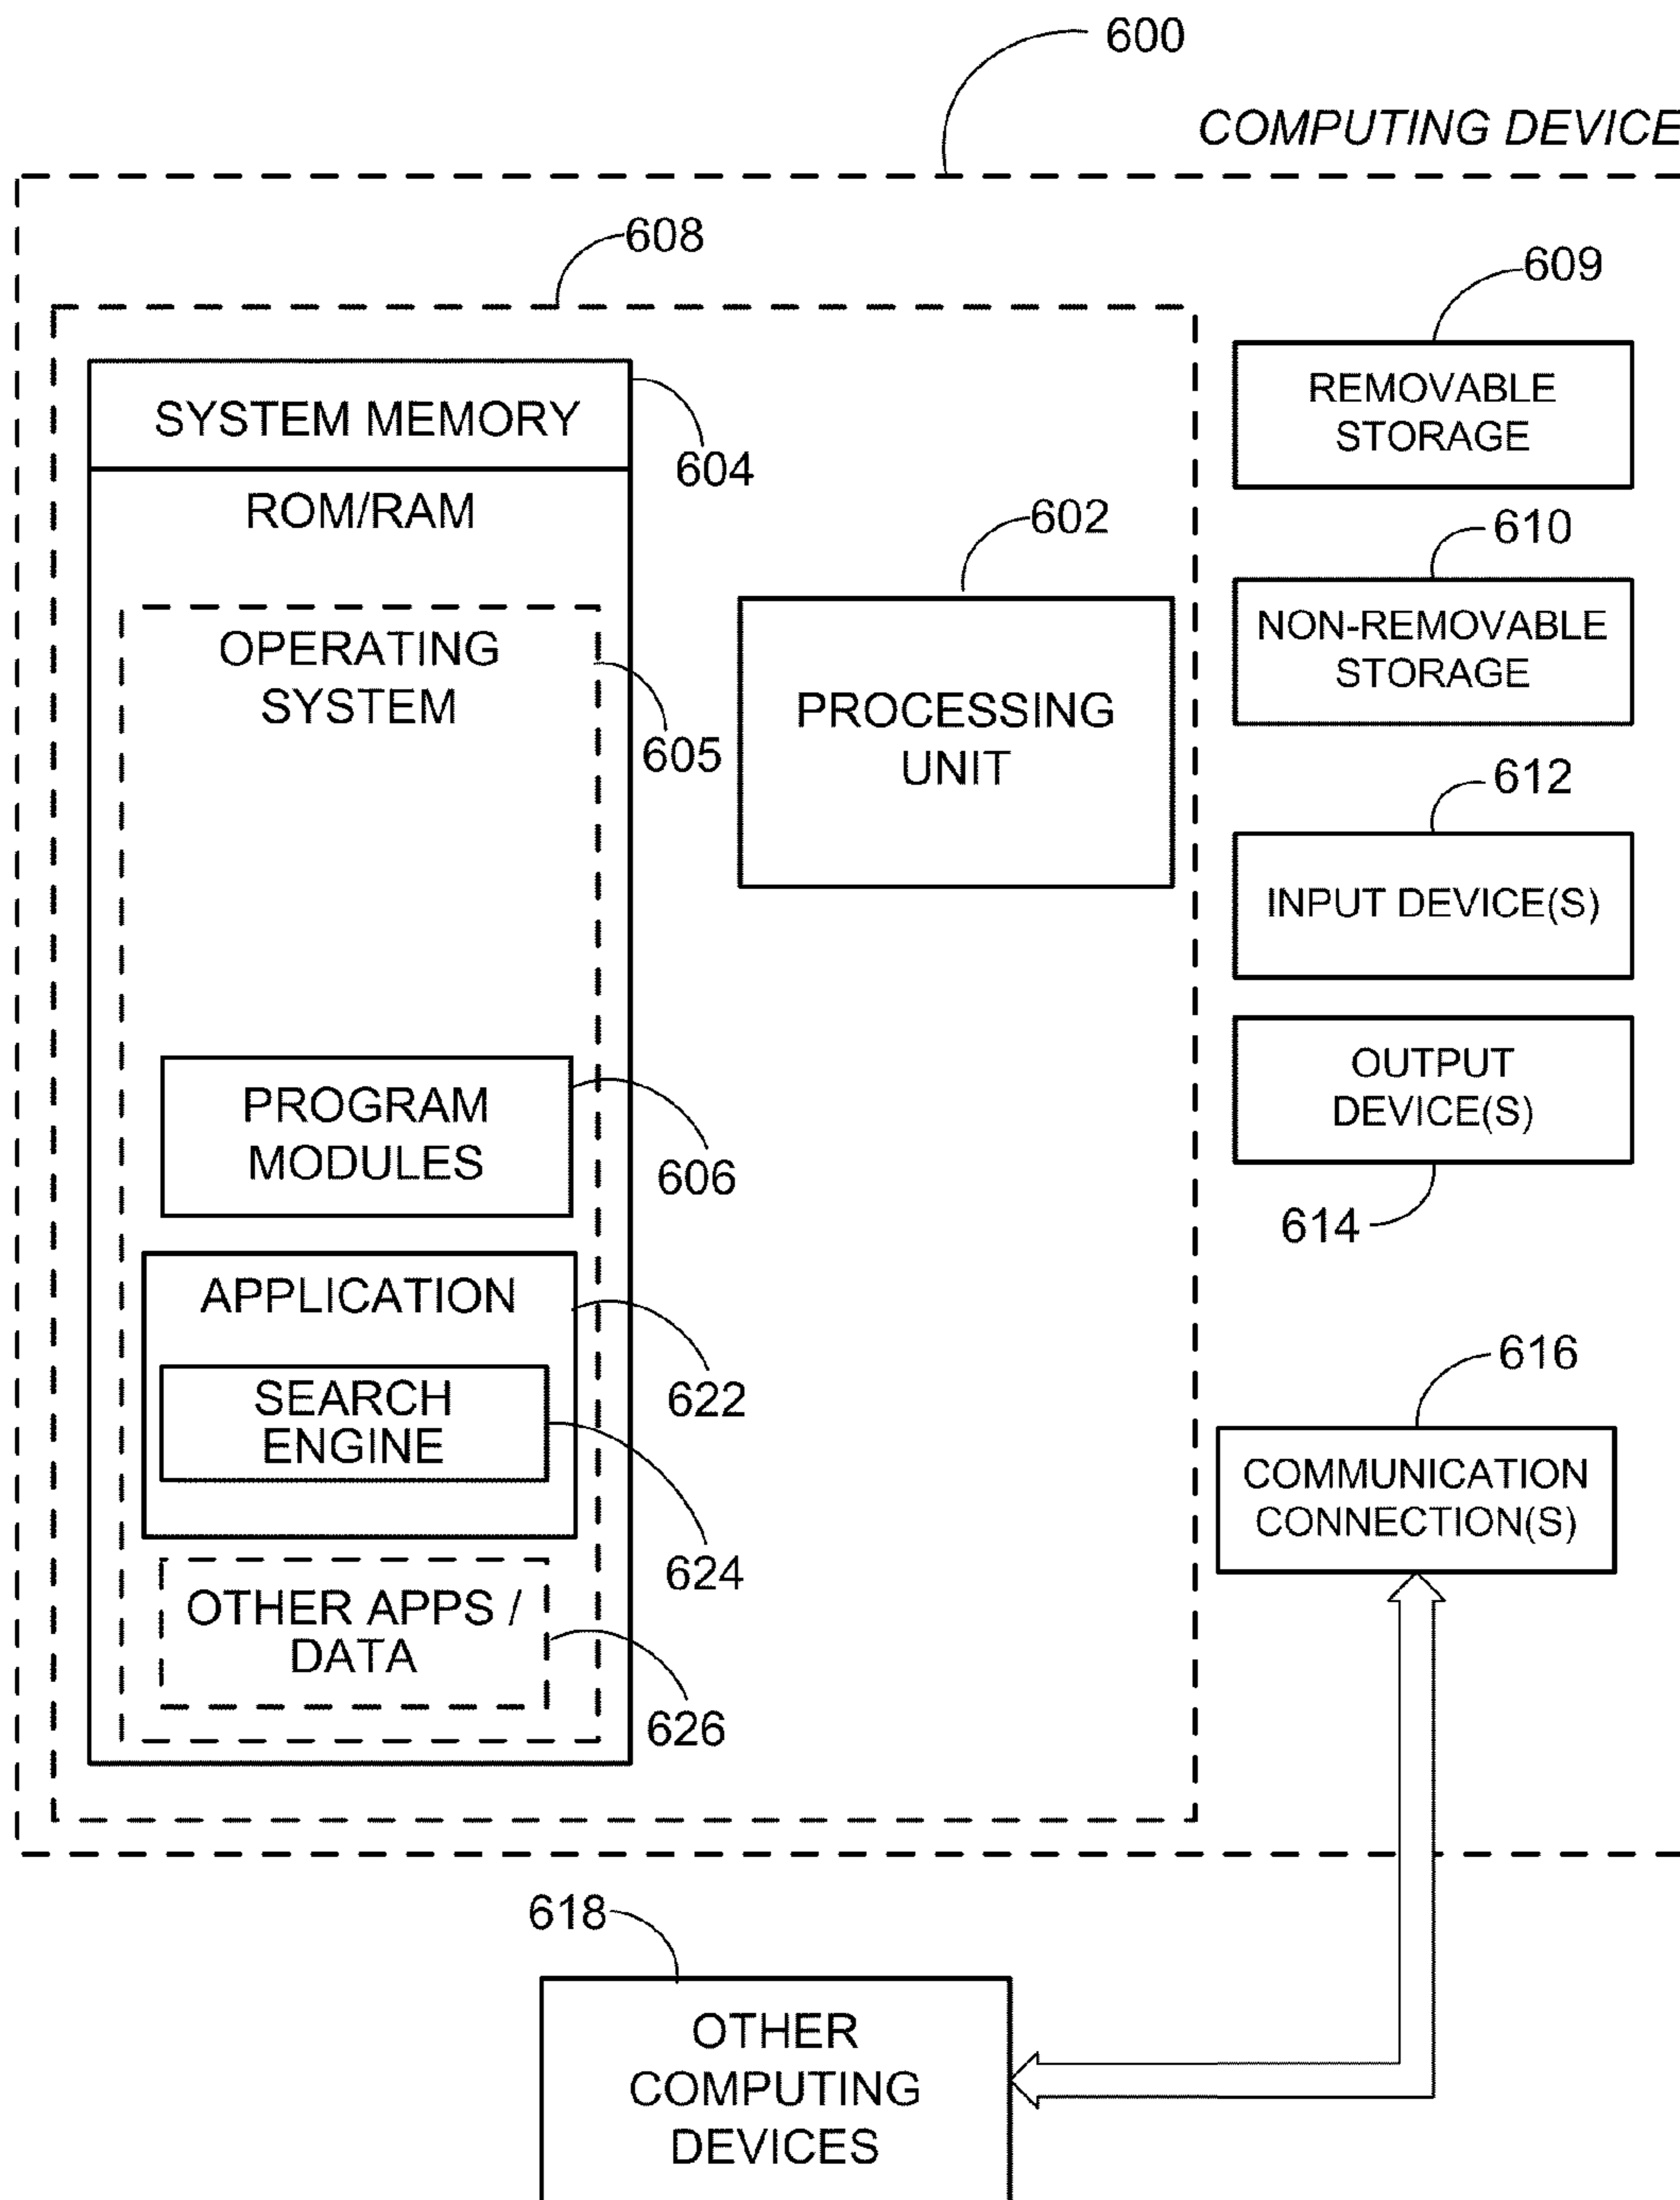 600
COMPUTING DEVICE
608
609
SYSTEM MEMORY
604
REMOVABLE
STORAGE
ROM/RAM
602
610
OPERATING
SYSTEM
605
PROCESSING
UNIT
NON-REMOVABLE
STORAGE
612
INPUT DEVICE(S)
OUTPUT
DEVICE(S)
614
PROGRAM
MODULES
606
APPLICATION
622
SEARCH
ENGINE
624
616
COMMUNICATION
CONNECTION(S)
OTHER APPS /
DATA
626
618
OTHER
COMPUTING
DEVICES